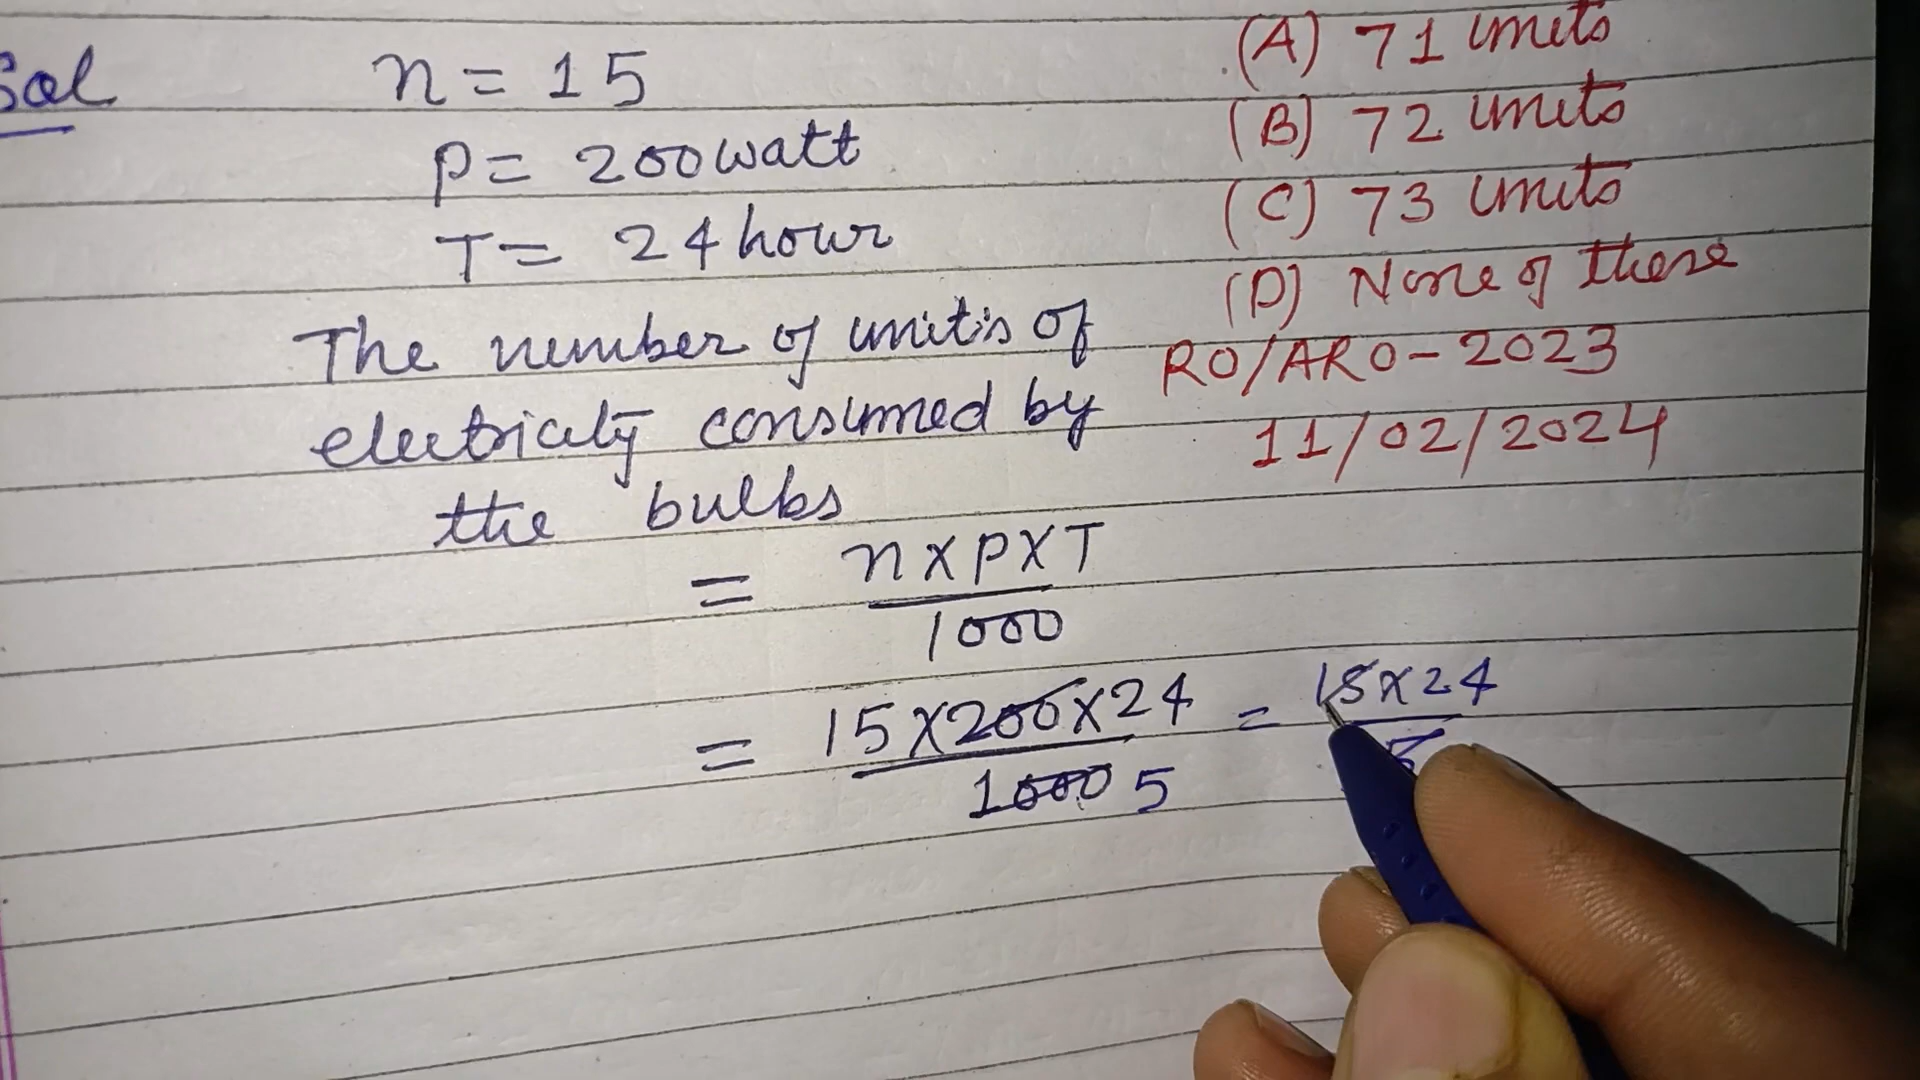 Sol
n = 15
P = 200 watt
T = 24 hour
The number of units of
electricity consumed by
the bulbs
= n X P X T
1000
= 15 X 200 X 24 = 15 X 24
1000 5 5
(A) 71 units
(B) 72 units
(C) 73 units
(D) None of these
RO/ARO-2023
11/02/2024